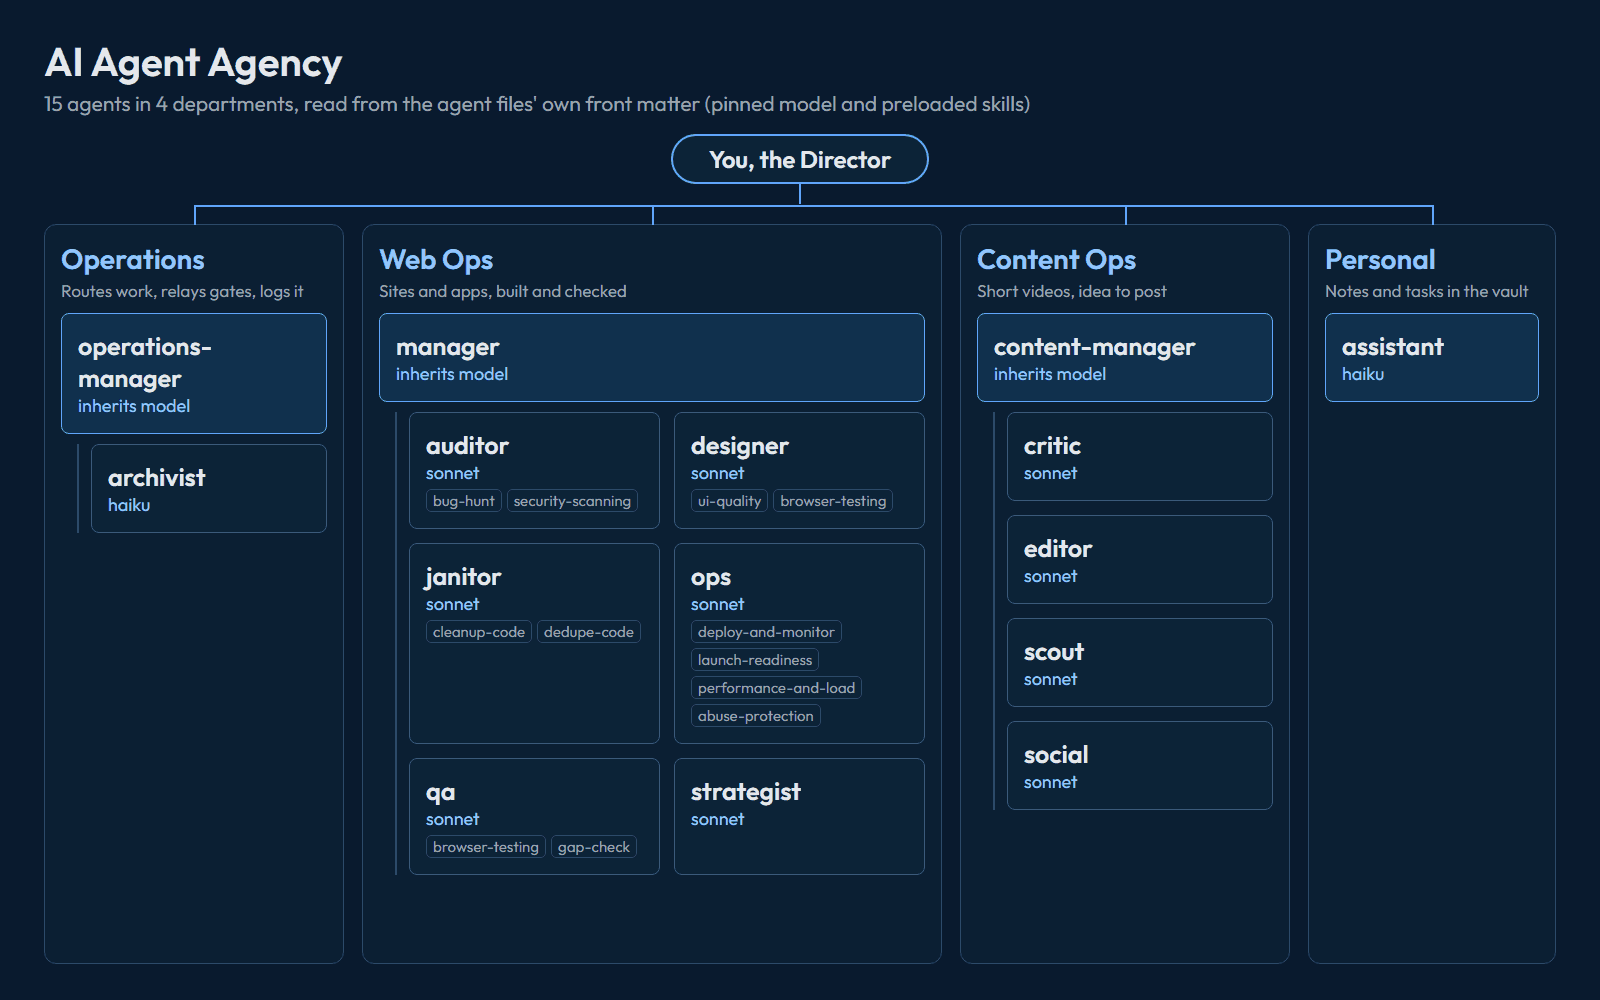 AI Agent Agency
15 agents in 4 departments, read from the agent files' own front matter (pinned model and preloaded skills)
You, the Director
Operations
Routes work, relays gates, logs it
operations-
manager
inherits model
archivist
haiku
Web Ops
Sites and apps, built and checked
manager
inherits model
auditor
sonnet
bug-hunt security-scanning
designer
sonnet
ui-quality browser-testing
janitor
sonnet
cleanup-code dedupe-code
ops
sonnet
deploy-and-monitor
launch-readiness
performance-and-load
abuse-protection
qa
sonnet
browser-testing gap-check
strategist
sonnet
Content Ops
Short videos, idea to post
content-manager
inherits model
critic
sonnet
editor
sonnet
scout
sonnet
social
sonnet
Personal
Notes and tasks in the vault
assistant
haiku